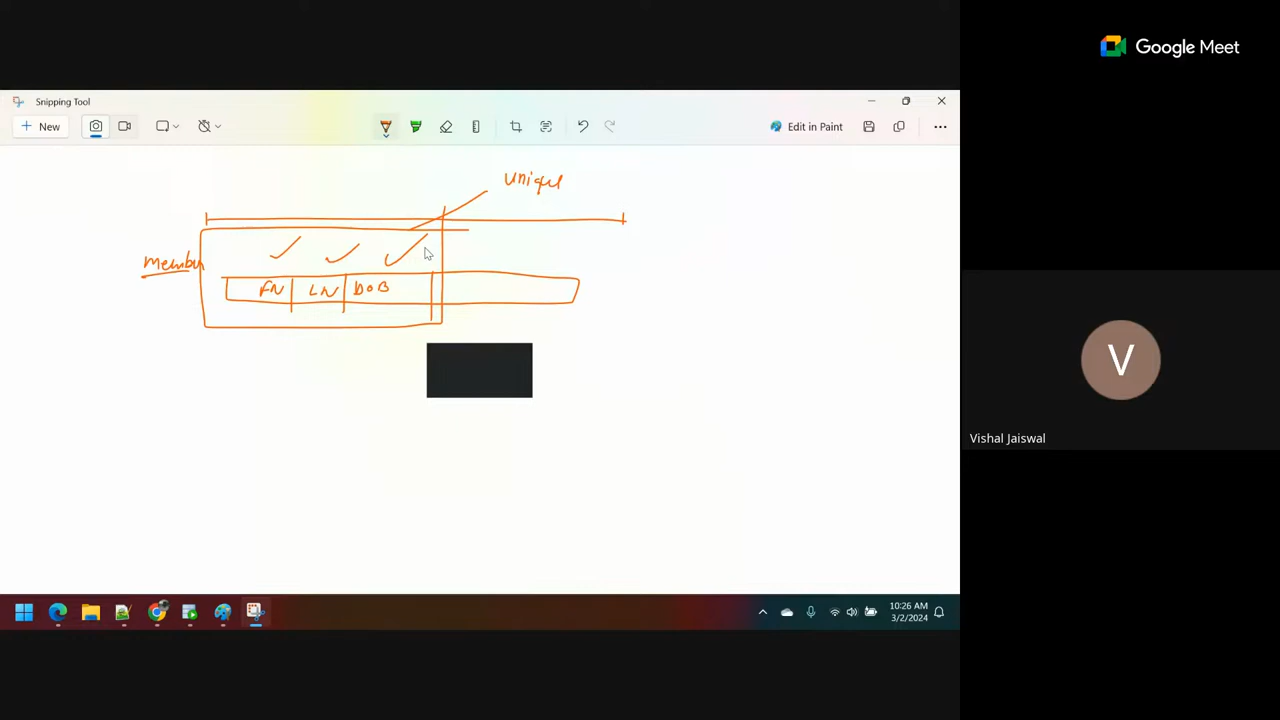 Google Meet
Snipping Tool
New
Edit in Paint
unique
member
FN LN DOB
V
Vishal Jaiswal
10:26 AM
3/2/2024